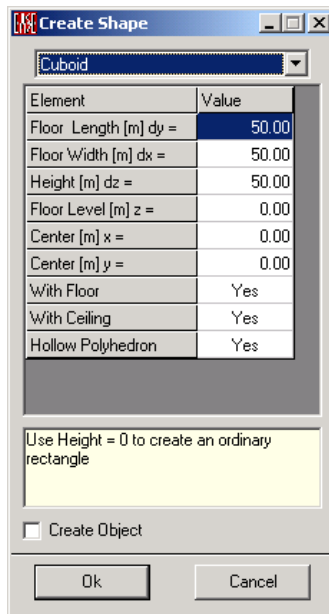 Create Shape
Cuboid
Element Value
Floor Length [m] dy = 50.00
Floor Width [m] dx = 50.00
Height [m] dz = 50.00
Floor Level [m] z = 0.00
Center [m] x = 0.00
Center [m] y = 0.00
With Floor Yes
With Ceiling Yes
Hollow Polyhedron Yes
Use Height = 0 to create an ordinary
rectangle
Create Object
Ok Cancel